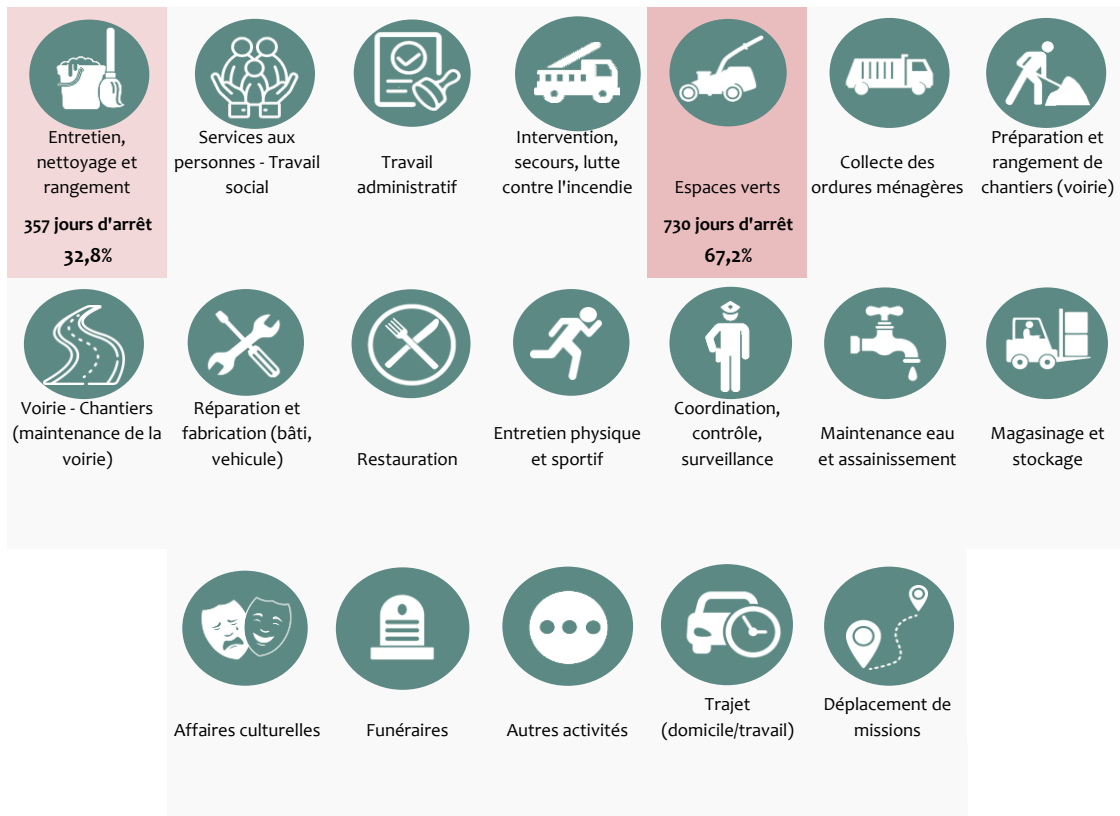 Entretien,
nettoyage et
rangement
357 jours d'arrêt
32,8%
Services aux
personnes - Travail
social
Travail
administratif
Intervention,
secours, lutte
contre l'incendie
Espaces verts
730 jours d'arrêt
67,2%
Collecte des
ordures ménagères
Préparation et
rangement de
chantiers (voirie)
Voirie - Chantiers
(maintenance de la
voirie)
Réparation et
fabrication (bâti,
vehicule)
Restauration
Entretien physique
et sportif
Coordination,
contrôle,
surveillance
Maintenance eau
et assainissement
Magasinage et
stockage
Affaires culturelles
Funéraires
Autres activités
Trajet
(domicile/travail)
Déplacement de
missions